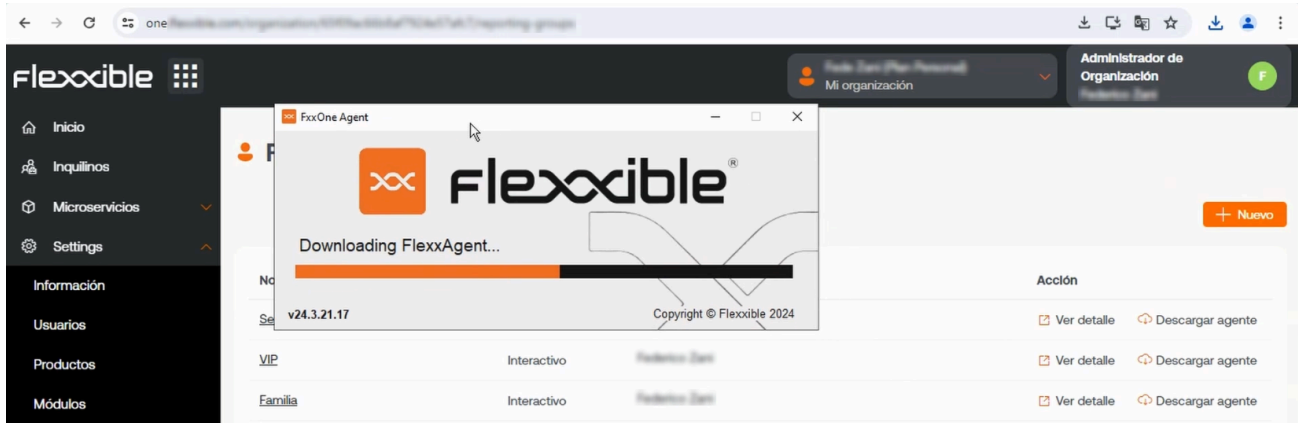 one
Flexxible
Mi organización
Administrador de
Organización
F
Inicio
Inquilinos
Microservicios
Settings
Información
Usuarios
Productos
Módulos
FxxOne Agent
Flexxible®
Downloading FlexxAgent...
v24.3.21.17
Copyright © Flexxible 2024
+ Nuevo
Acción
Ver detalle Descargar agente
VIP Interactivo Ver detalle Descargar agente
Familia Interactivo Ver detalle Descargar agente